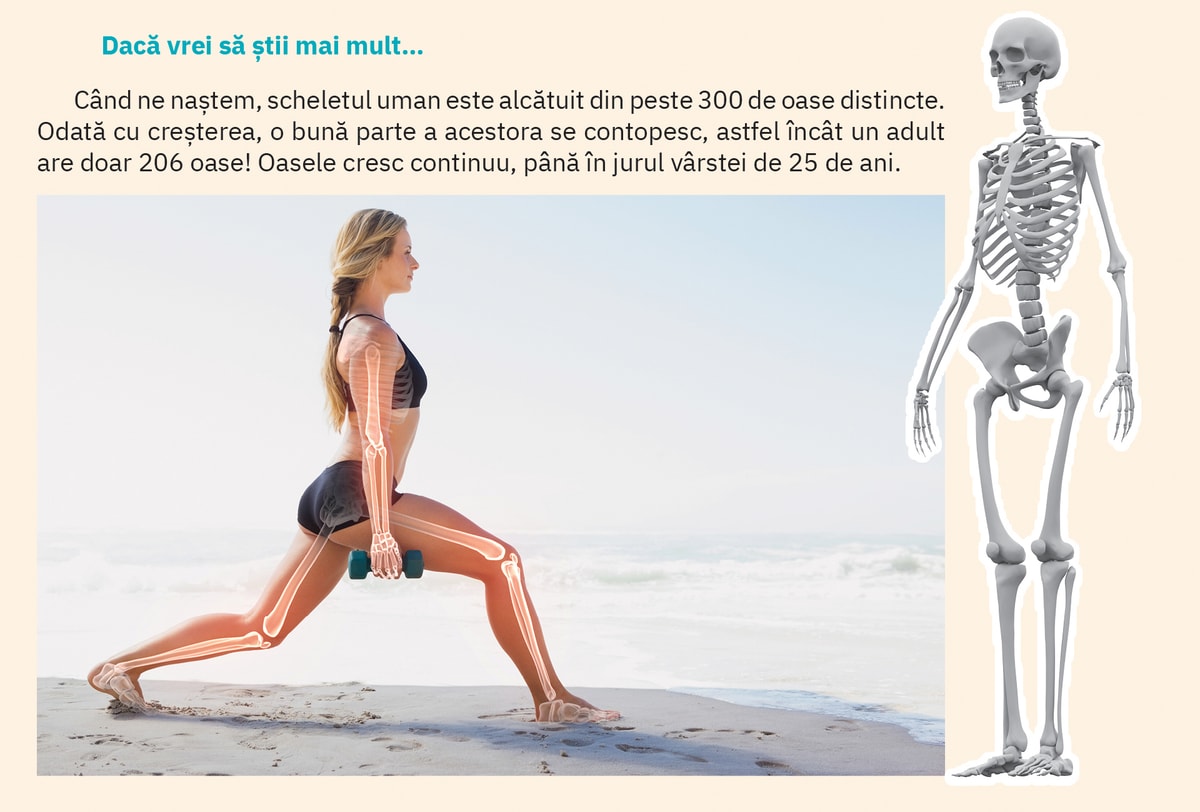 Dacă vrei să știi mai mult...
Când ne naștem, scheletul uman este alcătuit din peste 300 de oase distincte.
Odată cu creșterea, o bună parte a acestora se contopesc, astfel încât un adult
are doar 206 oase! Oasele cresc continuu, până în jurul vârstei de 25 de ani.